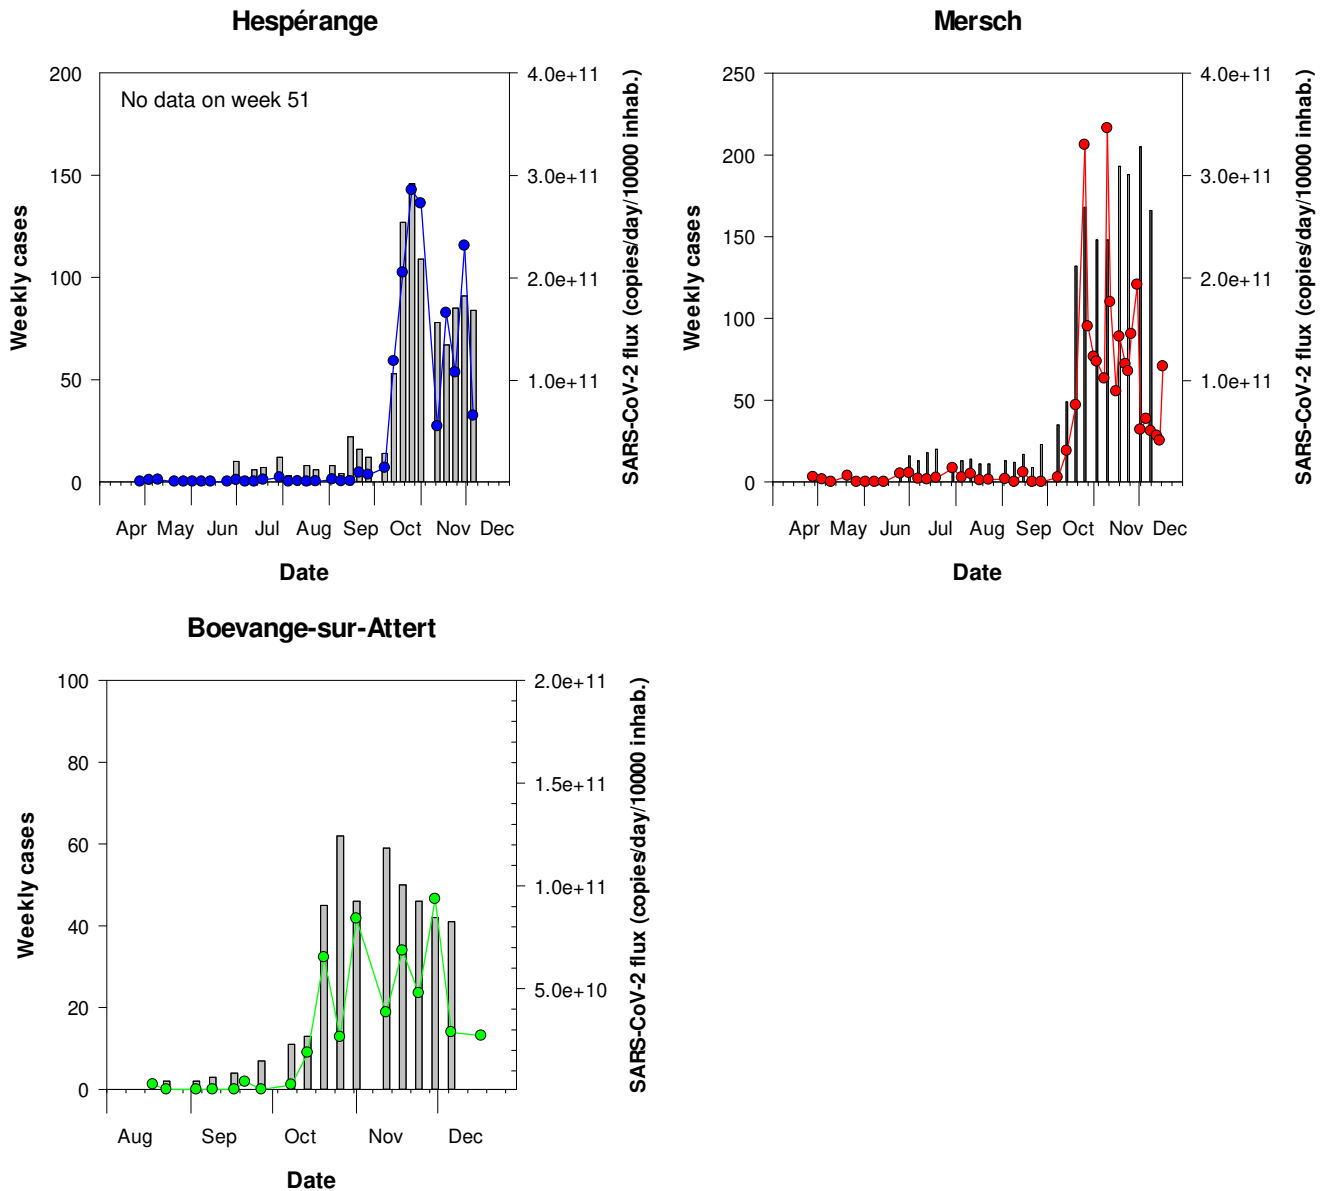 Hespérange
No data on week 51
200
150
100
50
0
4.0e+11
3.0e+11
2.0e+11
1.0e+11
Weekly cases
SARS-CoV-2 flux (copies/day/10000 inhab.)
Apr May Jun Jul Aug Sep Oct Nov Dec
Date
Mersch
250
200
150
100
50
0
4.0e+11
3.0e+11
2.0e+11
1.0e+11
Weekly cases
SARS-CoV-2 flux (copies/day/10000 inhab.)
Apr May Jun Jul Aug Sep Oct Nov Dec
Date
Boevange-sur-Attert
100
80
60
40
20
0
2.0e+11
1.5e+11
1.0e+11
5.0e+10
Weekly cases
SARS-CoV-2 flux (copies/day/10000 inhab.)
Aug Sep Oct Nov Dec
Date